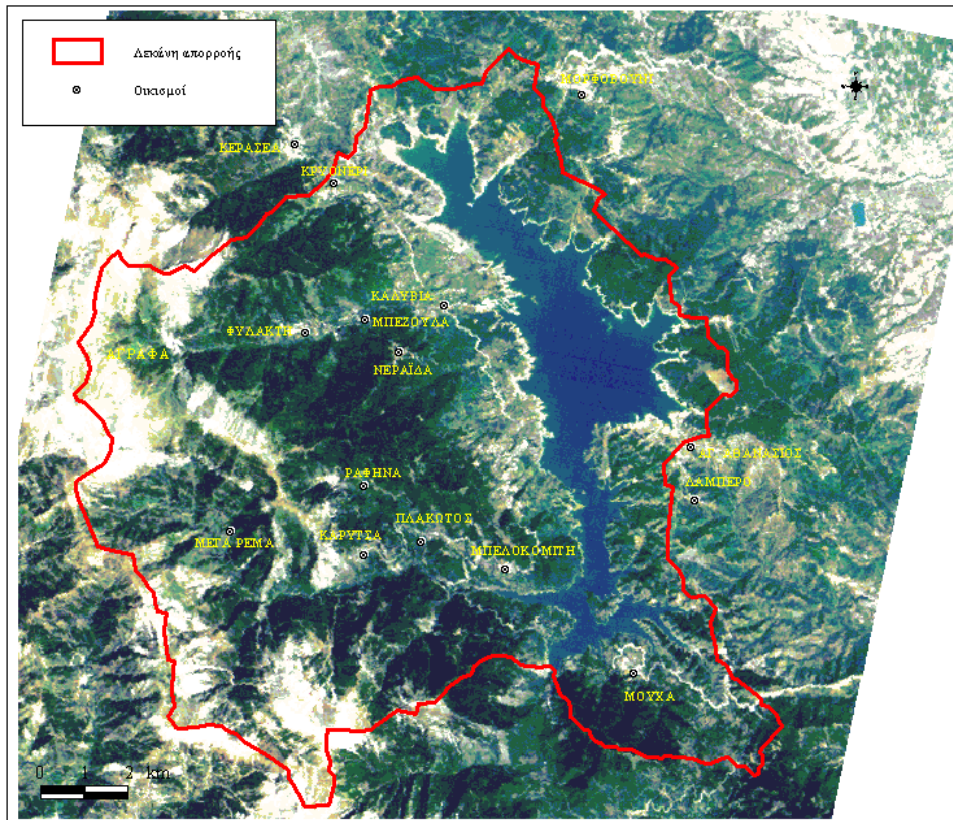 Λεκάνη απορροής
Οικισμοί
ΜΟΡΦΟΒΟΥΝΙ
ΚΕΡΑΣΕΑ
ΚΡΥΟΝΕΡΙ
ΚΑΛΥΒΙΑ
ΜΠΕΖΟΥΛΑ
ΦΥΛΑΚΤΗ
ΑΓΡΑΦΑ
ΝΕΡΑΪΔΑ
ΑΓ. ΑΘΑΝΑΣΙΟΣ
ΡΑΦΗΝΑ
ΛΑΜΠΕΡΟ
ΠΛΑΚΩΤΟΣ
ΜΕΓΑ ΡΕΜΑ
ΚΑΡΥΤΣΑ
ΜΠΕΛΟΚΟΜΙΤΗ
ΜΟΥΧΑ
0 1 2 km